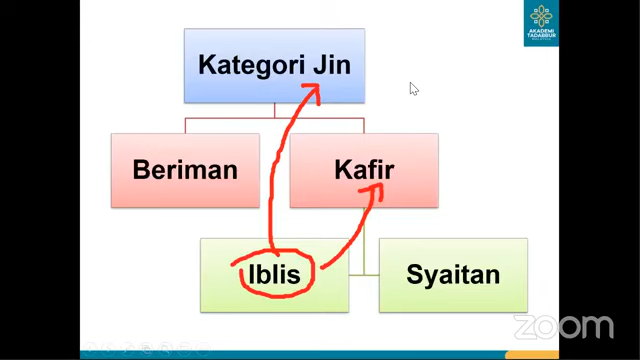 AKADEMI
TADABBUR
Kategori Jin
Beriman
Kafir
Iblis
Syaitan
zoom